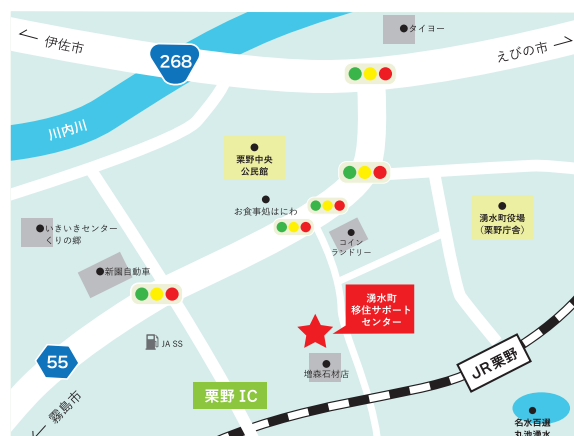 タイヨー
伊佐市
えびの市
268
川内川
栗野中央
公民館
お食事処はにわ
湧水町役場
(栗野庁舎)
いきいきセンター
くりの郷
コイン
ランドリー
新園自動車
湧水町
移住サポート
センター
JA SS
55
増森石材店
JR栗野
栗野 IC
霧島市
名水百選
丸池湧水